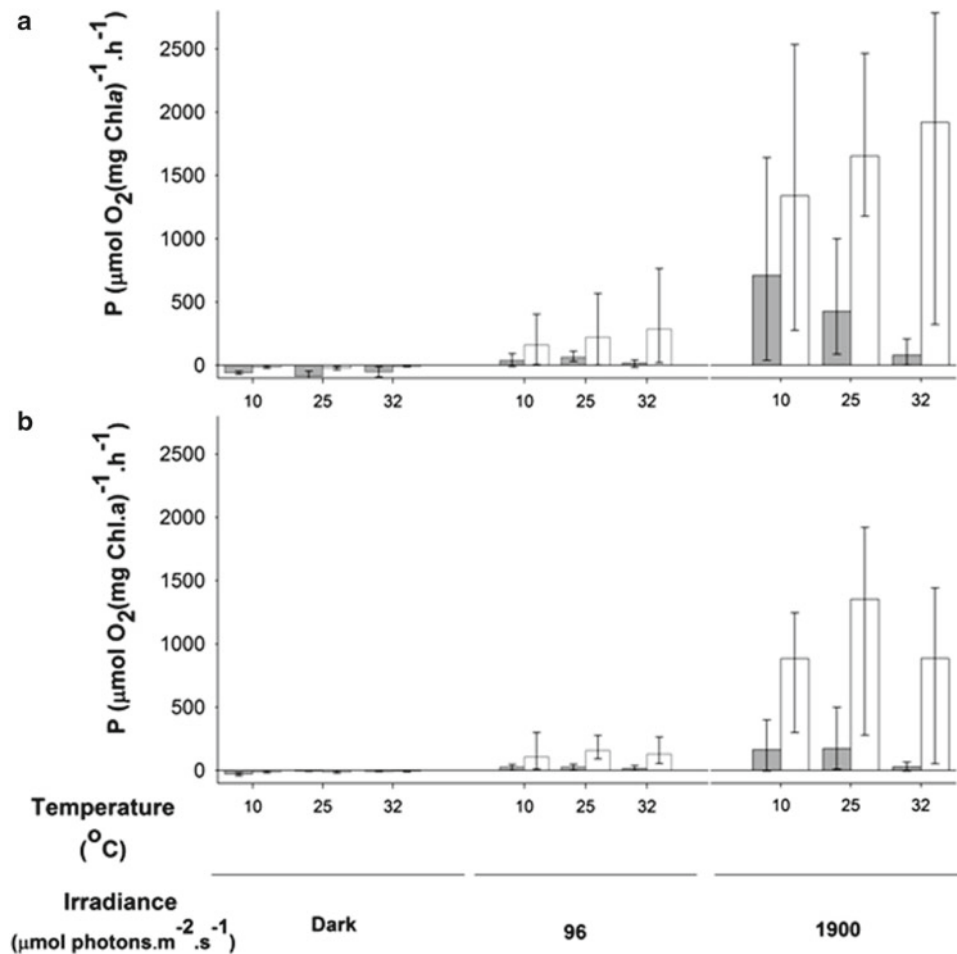 a
P (μmol O2(mg Chla)-1.h-1)
2500
2000
1500
1000
500
0
10 25 32 10 25 32 10 25 32
b
P (μmol O2(mg Chl.a)-1.h-1)
2500
2000
1500
1000
500
0
10 25 32 10 25 32 10 25 32
Temperature
(oC)
Irradiance
(μmol photons.m-2.s-1)
Dark 96 1900